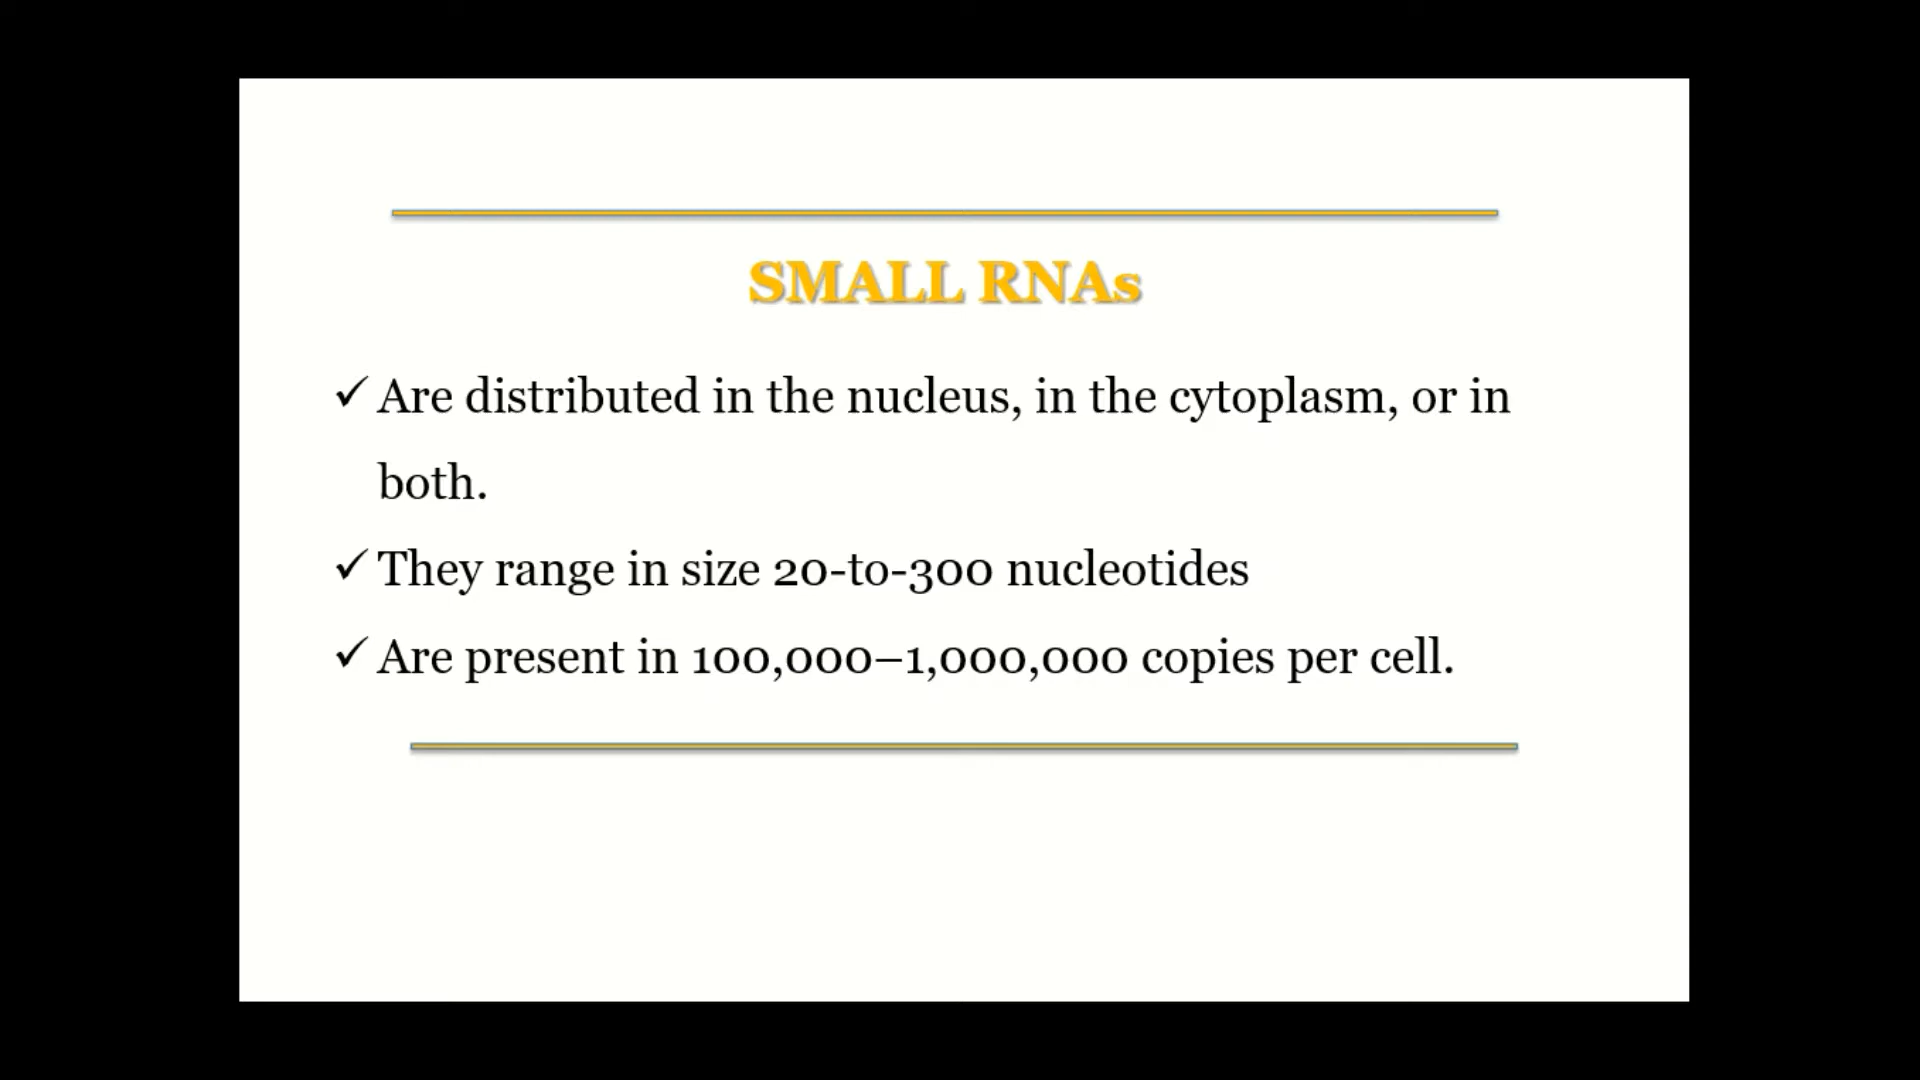 SMALL RNAs
✓ Are distributed in the nucleus, in the cytoplasm, or in
both.
✓ They range in size 20-to-300 nucleotides
✓ Are present in 100,000–1,000,000 copies per cell.